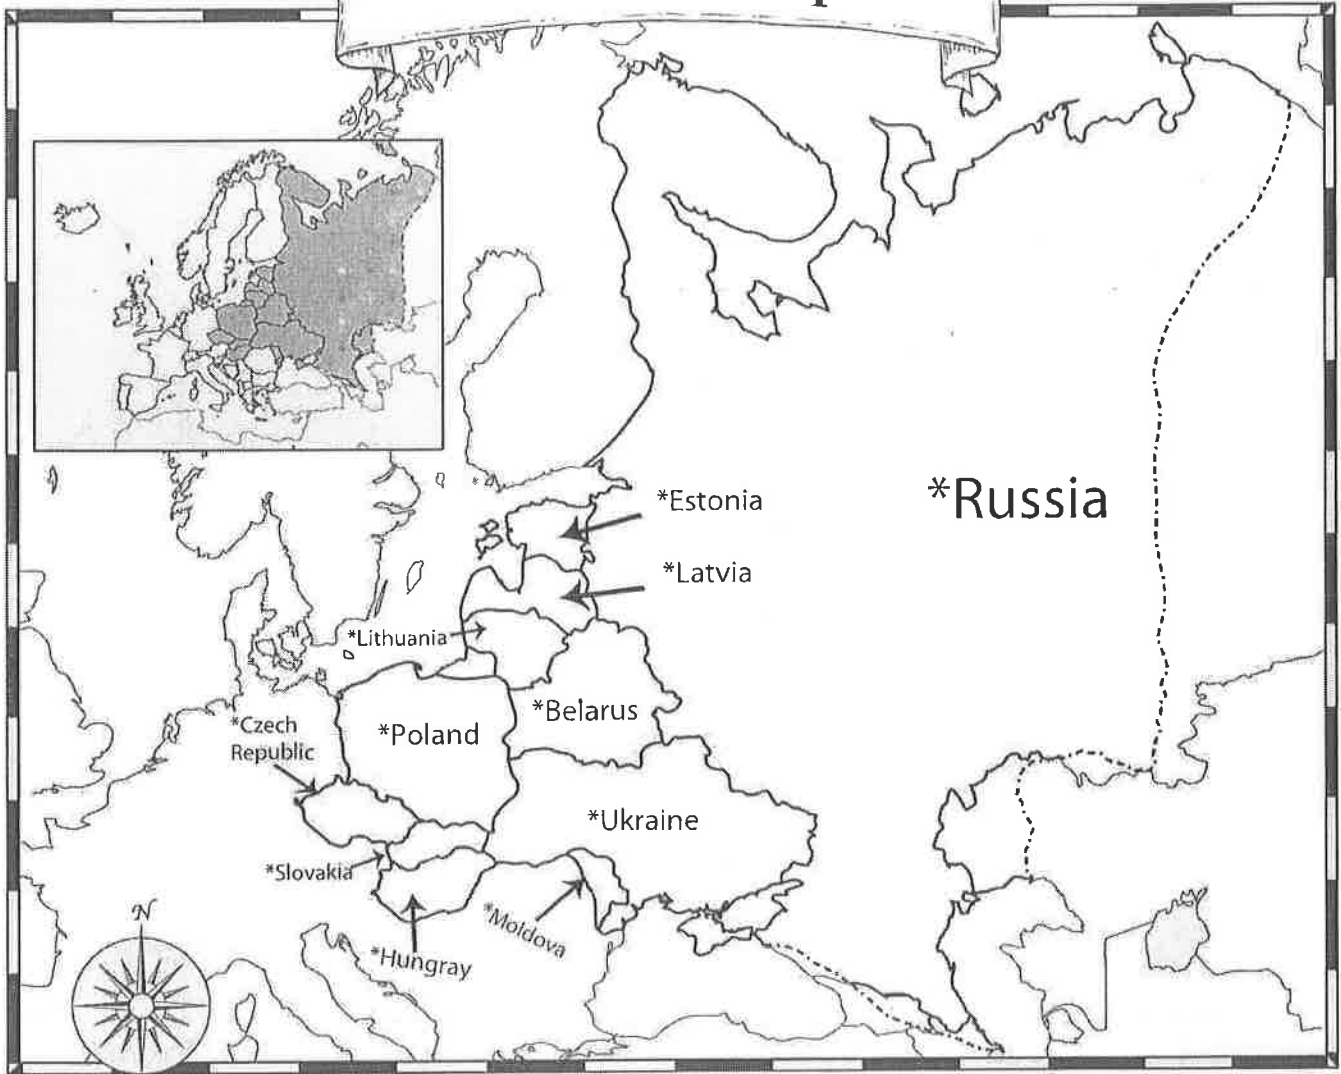 *Russia
*Estonia
*Latvia
*Lithuania
*Belarus
*Poland
*Czech
Republic
*Ukraine
*Slovakia
*Moldova
*Hungray
N